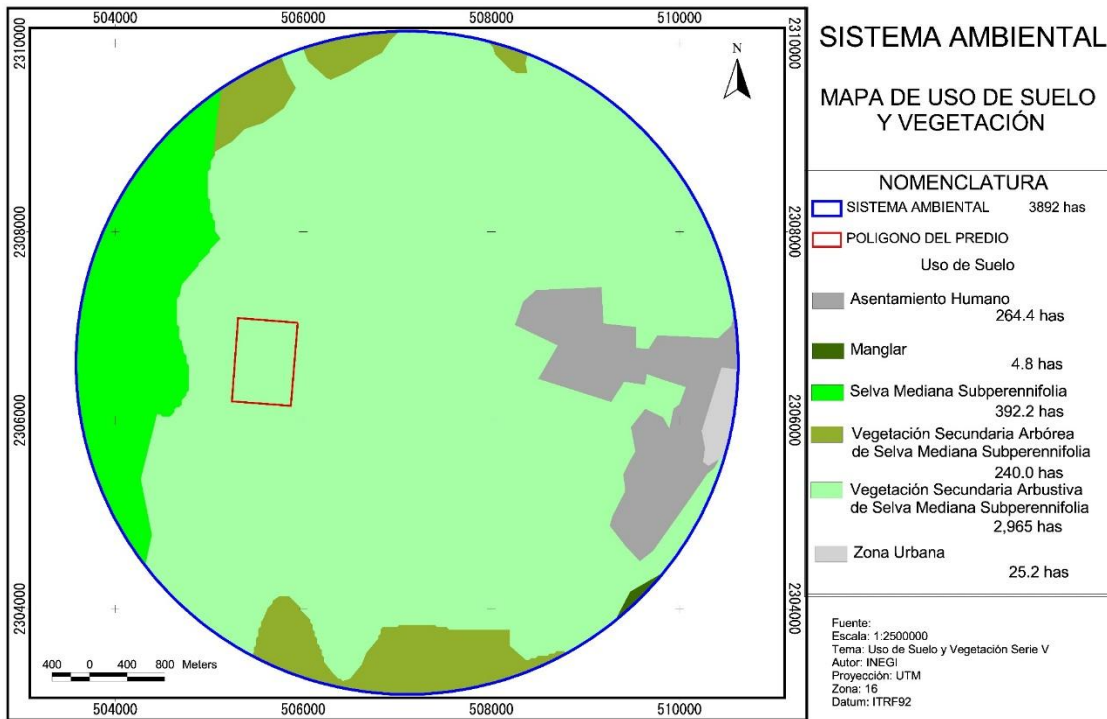 504000 506000 508000 510000
2310000 2310000
N
2308000 2308000
2306000 2306000
2304000 2304000
400 0 400 800 Meters
504000 506000 508000 510000
SISTEMA AMBIENTAL
MAPA DE USO DE SUELO
Y VEGETACIÓN
NOMENCLATURA
SISTEMA AMBIENTAL 3892 has
POLIGONO DEL PREDIO
Uso de Suelo
Asentamiento Humano
264.4 has
Manglar
4.8 has
Selva Mediana Subperennifolia
392.2 has
Vegetación Secundaria Arbórea
de Selva Mediana Subperennifolia
240.0 has
Vegetación Secundaria Arbustiva
de Selva Mediana Subperennifolia
2,965 has
Zona Urbana
25.2 has
Fuente:
Escala: 1:2500000
Tema: Uso de Suelo y Vegetación Serie V
Autor: INEGI
Proyección: UTM
Zona: 16
Datum: ITRF92